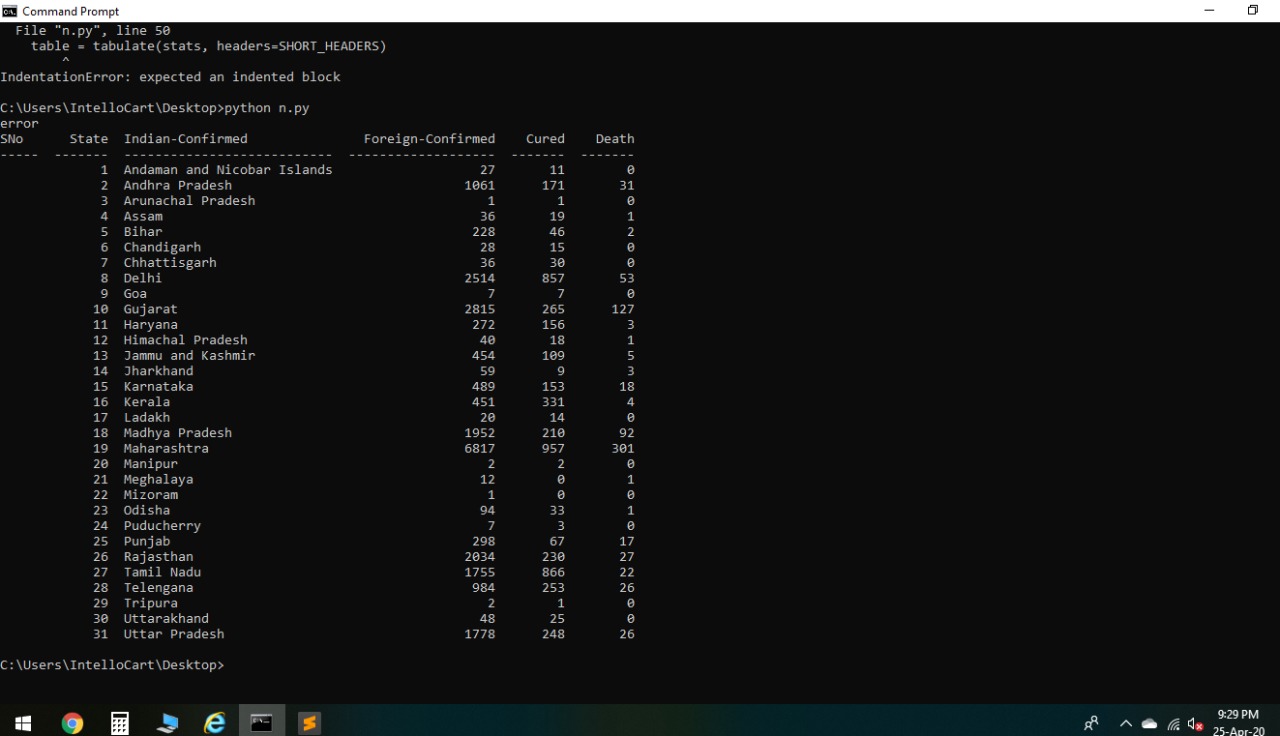 Command Prompt
File "n.py", line 50
table = tabulate(stats, headers=SHORT_HEADERS)
^
IndentationError: expected an indented block
C:\Users\IntelloCart\Desktop>python n.py
error
SNo State Indian-Confirmed Foreign-Confirmed Cured Death
----- ------- --------------------------- ------------------- ------- -------
1 Andaman and Nicobar Islands 27 11 0
2 Andhra Pradesh 1061 171 31
3 Arunachal Pradesh 1 1 0
4 Assam 36 19 1
5 Bihar 228 46 2
6 Chandigarh 28 15 0
7 Chhattisgarh 36 30 0
8 Delhi 2514 857 53
9 Goa 7 7 0
10 Gujarat 2815 265 127
11 Haryana 272 156 3
12 Himachal Pradesh 40 18 1
13 Jammu and Kashmir 454 109 5
14 Jharkhand 59 9 3
15 Karnataka 489 153 18
16 Kerala 451 331 4
17 Ladakh 20 14 0
18 Madhya Pradesh 1952 210 92
19 Maharashtra 6817 957 301
20 Manipur 2 2 0
21 Meghalaya 12 0 1
22 Mizoram 1 0 0
23 Odisha 94 33 1
24 Puducherry 7 3 0
25 Punjab 298 67 17
26 Rajasthan 2034 230 27
27 Tamil Nadu 1755 866 22
28 Telengana 984 253 26
29 Tripura 2 1 0
30 Uttarakhand 48 25 0
31 Uttar Pradesh 1778 248 26
C:\Users\IntelloCart\Desktop>
9:29 PM
25-Apr-20